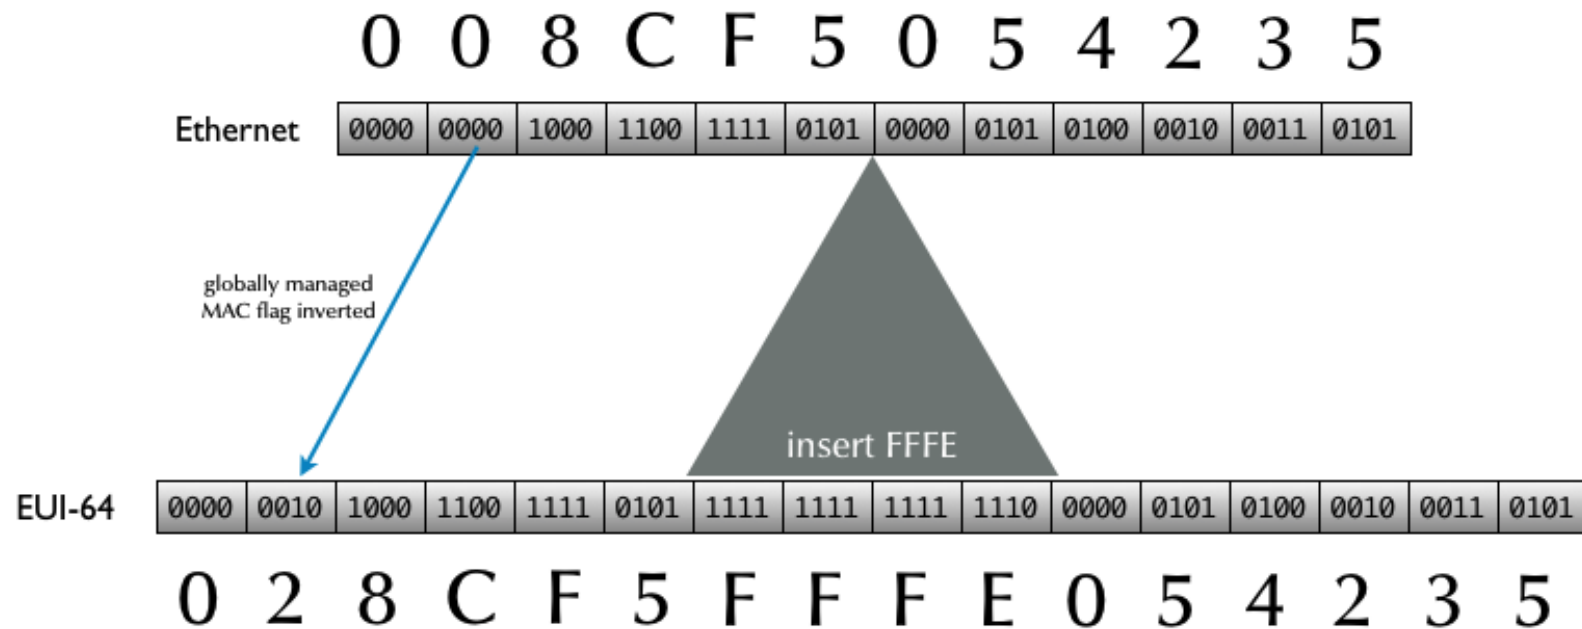 0 0 8 C F 5 0 5 4 2 3 5
Ethernet 0000 0000 1000 1100 1111 0101 0000 0101 0100 0010 0011 0101
globally managed
MAC flag inverted
insert FFFE
EUI-64 0000 0010 1000 1100 1111 0101 1111 1111 1111 1110 0000 0101 0100 0010 0011 0101
0 2 8 C F 5 F F F E 0 5 4 2 3 5